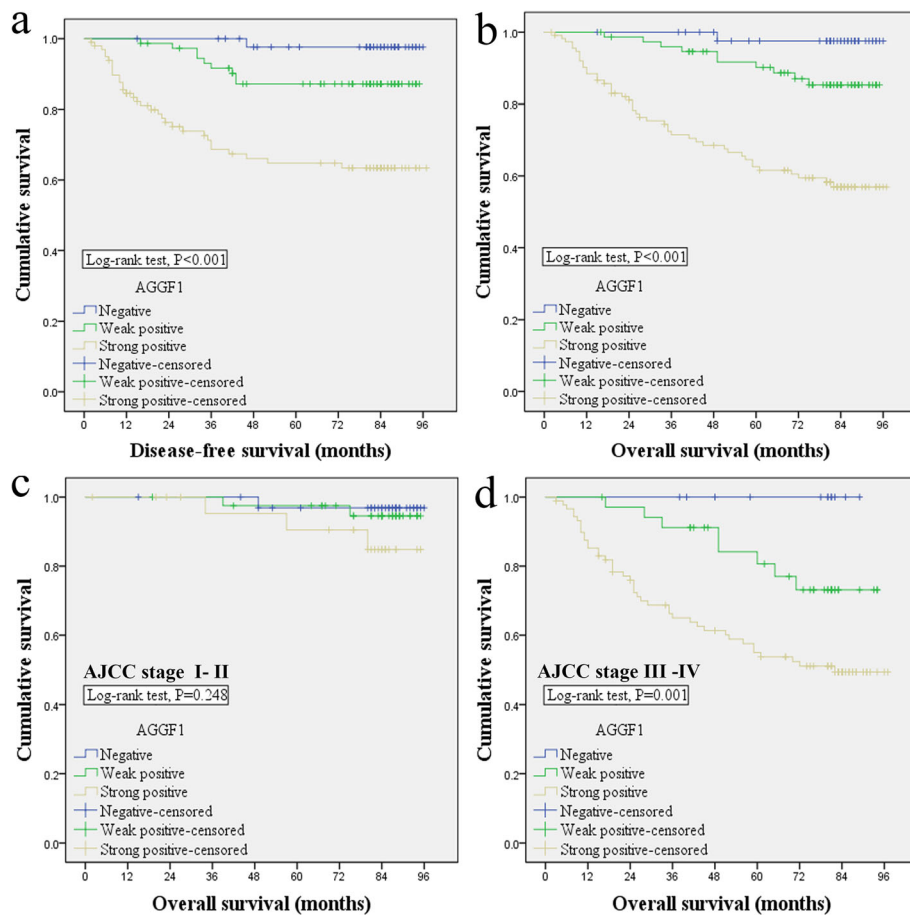 a
Cumulative survival
1.0
0.8
0.6
0.4
0.2
0.0
Log-rank test, P<0.001
AGGF1
Negative
Weak positive
Strong positive
Negative-censored
Weak positive-censored
Strong positive-censored
0 12 24 36 48 60 72 84 96
Disease-free survival (months)
b
Cumulative survival
1.0
0.8
0.6
0.4
0.2
0.0
Log-rank test, P<0.001
AGGF1
Negative
Weak positive
Strong positive
Negative-censored
Weak positive-censored
Strong positive-censored
0 12 24 36 48 60 72 84 96
Overall survival (months)
c
Cumulative survival
1.0
0.8
0.6
0.4
0.2
0.0
AJCC stage I- II
Log-rank test, P=0.248
AGGF1
Negative
Weak positive
Strong positive
Negative-censored
Weak positive-censored
Strong positive-censored
0 12 24 36 48 60 72 84 96
Overall survival (months)
d
Cumulative survival
1.0
0.8
0.6
0.4
0.2
0.0
AJCC stage III -IV
Log-rank test, P=0.001
AGGF1
Negative
Weak positive
Strong positive
Negative-censored
Weak positive-censored
Strong positive-censored
0 12 24 36 48 60 72 84 96
Overall survival (months)